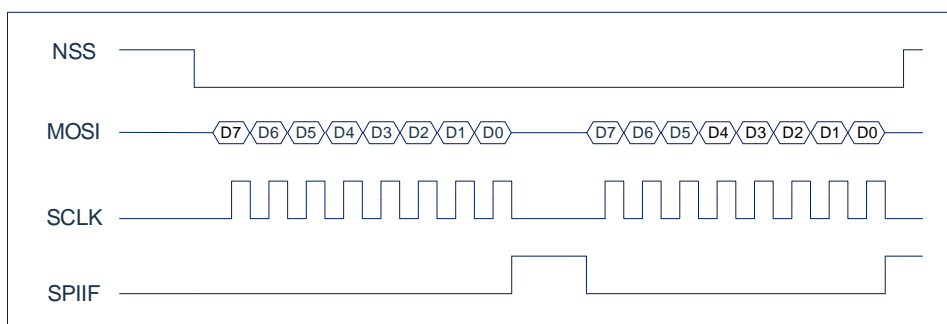 NSS
MOSI D7 D6 D5 D4 D3 D2 D1 D0 D7 D6 D5 D4 D3 D2 D1 D0
SCLK
SPIIF